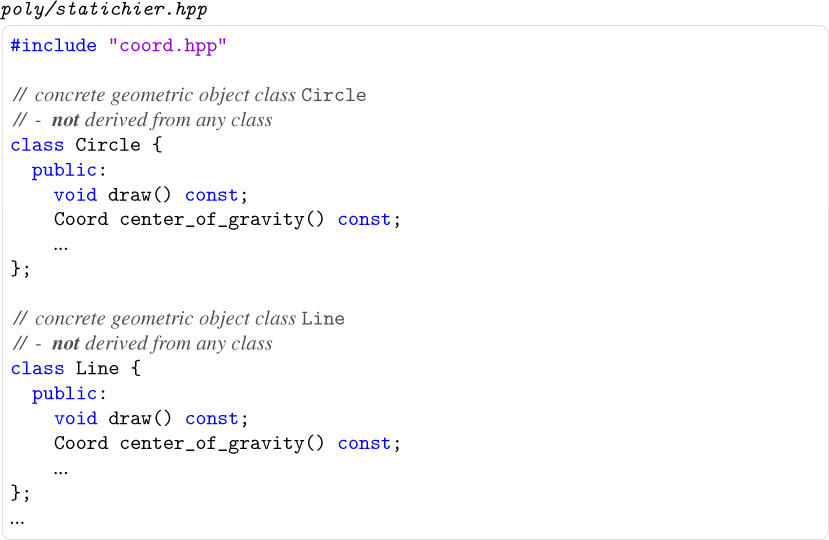 poly/statichier.hpp
#include "coord.hpp"
// concrete geometric object class Circle
// - not derived from any class
class Circle {
public:
void draw() const;
Coord center_of_gravity() const;
...
};
// concrete geometric object class Line
// - not derived from any class
class Line {
public:
void draw() const;
Coord center_of_gravity() const;
...
};
...